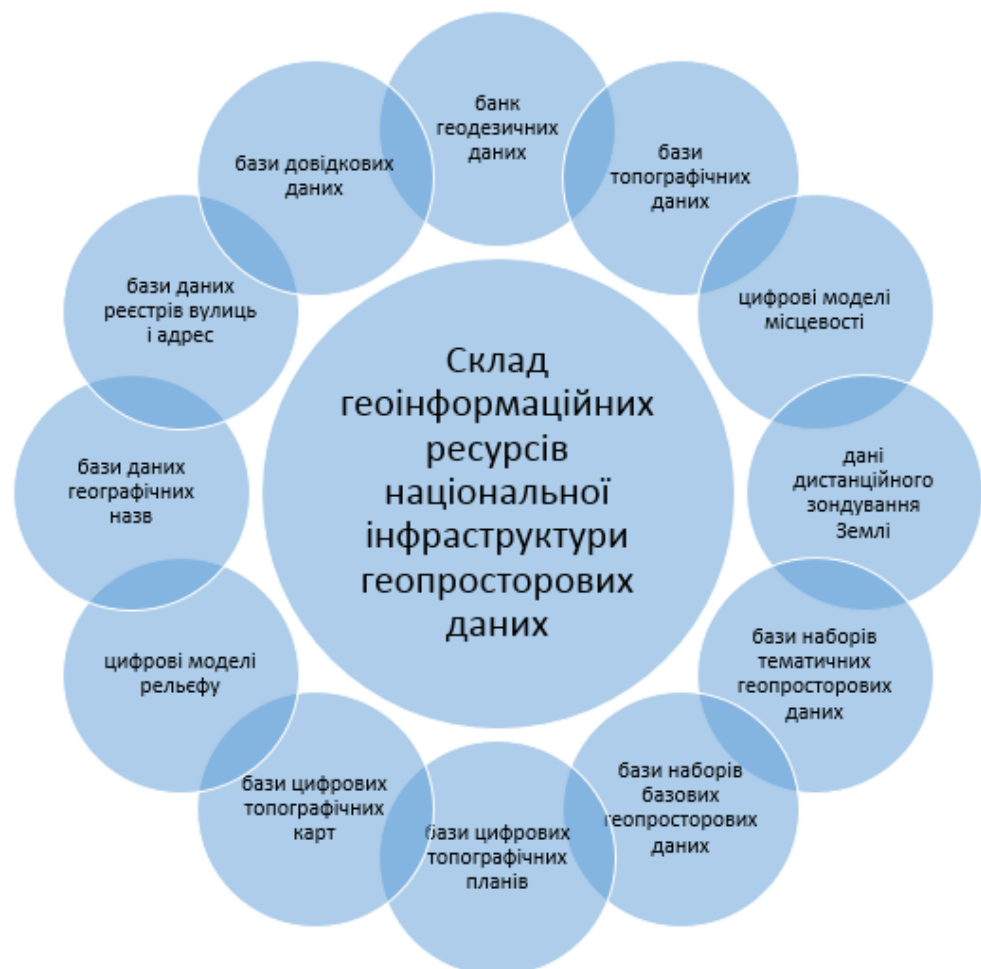 банк
геодезичних
даних
бази
топографічних
даних
цифрові моделі
місцевості
дані
дистанційного
зондування
Землі
бази наборів
тематичних
геопросторових
даних
бази наборів
базових
геопросторових
даних
бази цифрових
топографічних
планів
бази цифрових
топографічних
карт
цифрові моделі
рельєфу
бази даних
географічних
назв
бази даних
реєстрів вулиць
і адрес
бази довідкових
даних
Склад
геоінформаційних
ресурсів
національної
інфраструктури
геопросторових
даних